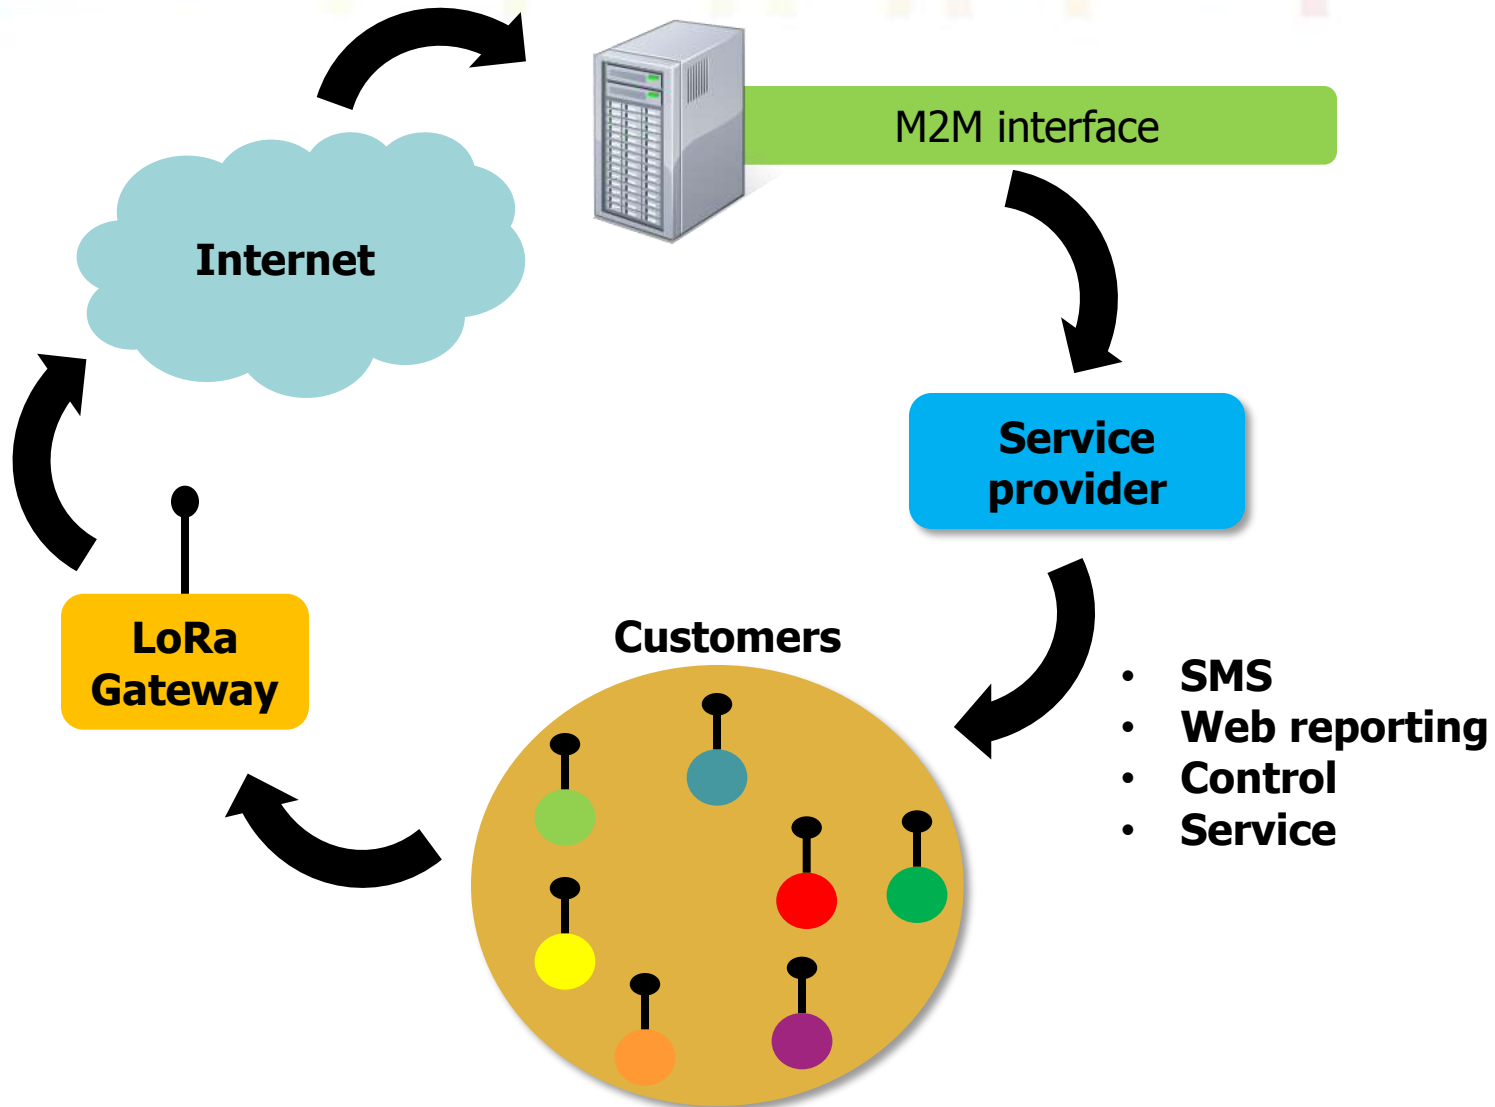 M2M interface
Internet
Service
provider
LoRa
Gateway
Customers
• SMS
• Web reporting
• Control
• Service